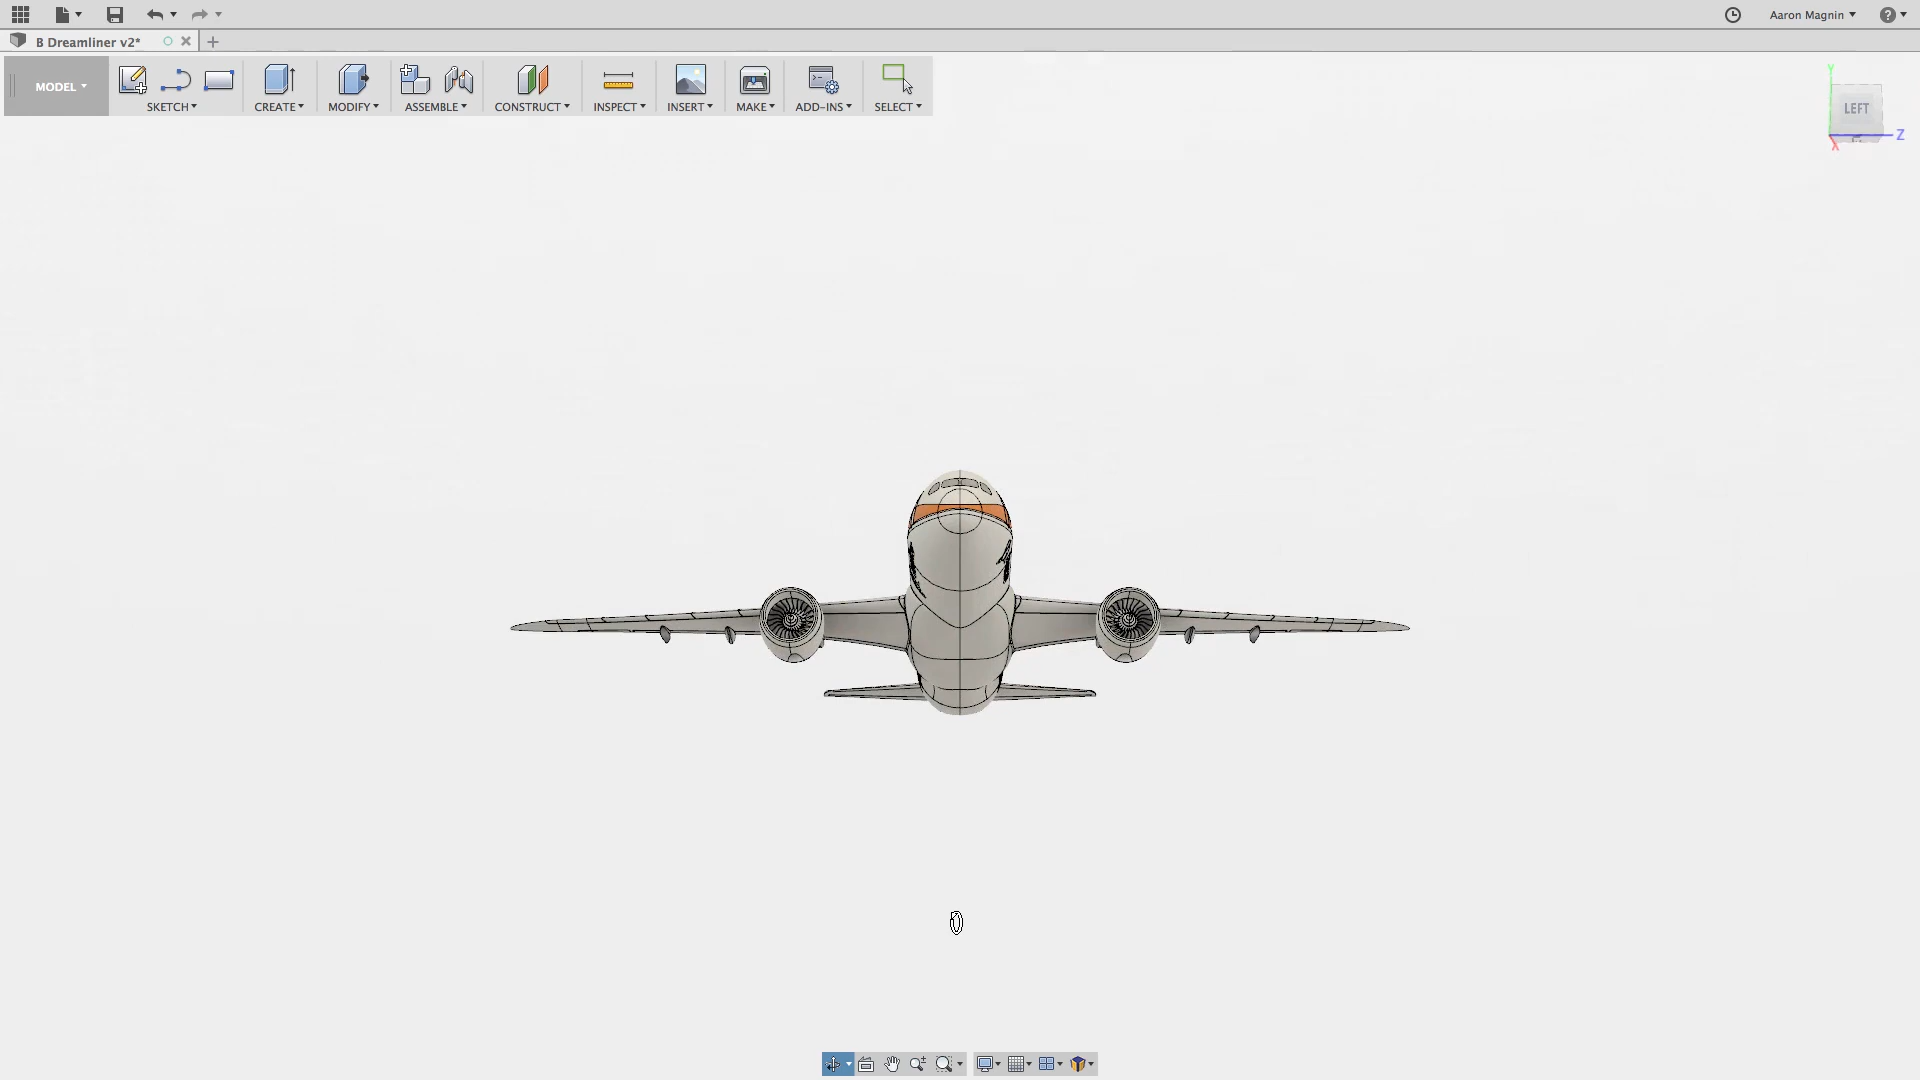 Aaron Magnin
B Dreamliner v2*
MODEL
SKETCH
CREATE
MODIFY
ASSEMBLE
CONSTRUCT
INSPECT
INSERT
MAKE
ADD-INS
SELECT
Y
LEFT
Z
X